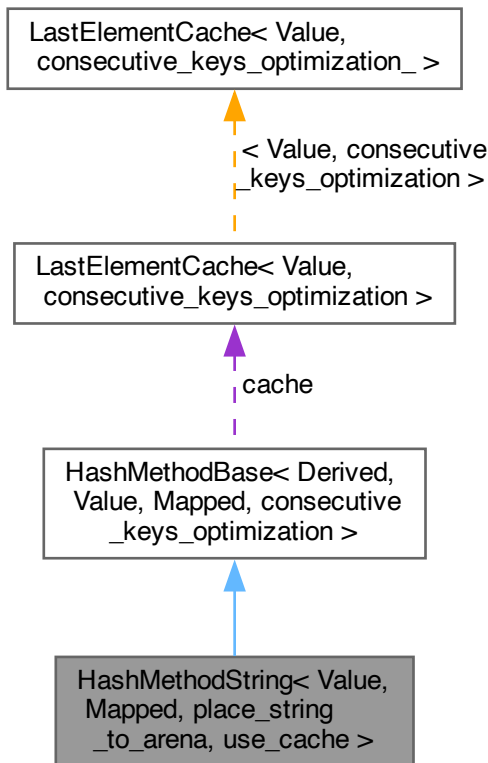 LastElementCache< Value,
consecutive_keys_optimization_ >
< Value, consecutive
_keys_optimization >
LastElementCache< Value,
consecutive_keys_optimization >
cache
HashMethodBase< Derived,
Value, Mapped, consecutive
_keys_optimization >
HashMethodString< Value,
Mapped, place_string
_to_arena, use_cache >